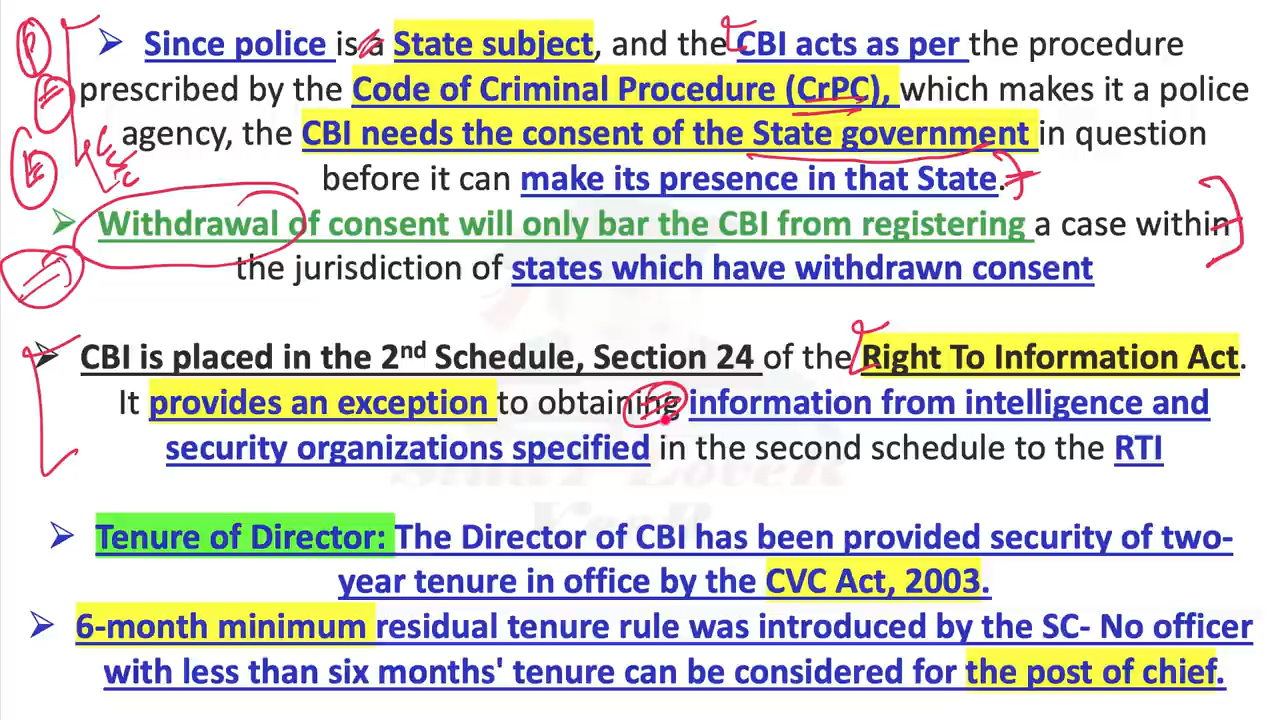 ➤ Since police is a State subject, and the CBI acts as per the procedure
prescribed by the Code of Criminal Procedure (CrPC), which makes it a police
agency, the CBI needs the consent of the State government in question
before it can make its presence in that State.
➤ Withdrawal of consent will only bar the CBI from registering a case within
the jurisdiction of states which have withdrawn consent
➤ CBI is placed in the 2nd Schedule, Section 24 of the Right To Information Act.
It provides an exception to obtaining information from intelligence and
security organizations specified in the second schedule to the RTI
➤ Tenure of Director: The Director of CBI has been provided security of two-
year tenure in office by the CVC Act, 2003.
➤ 6-month minimum residual tenure rule was introduced by the SC- No officer
with less than six months' tenure can be considered for the post of chief.